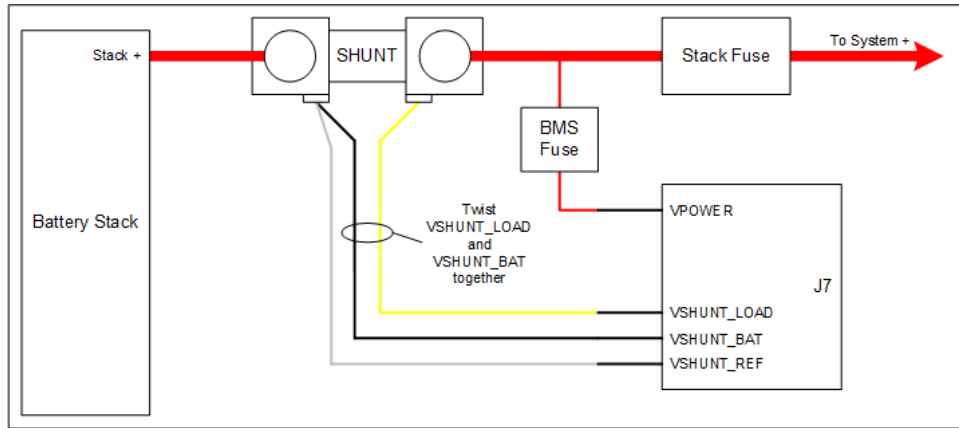 Stack +
SHUNT
Stack Fuse
To System +
BMS
Fuse
Battery Stack
Twist
VSHUNT_LOAD
and
VSHUNT_BAT
together
VPOWER
J7
VSHUNT_LOAD
VSHUNT_BAT
VSHUNT_REF